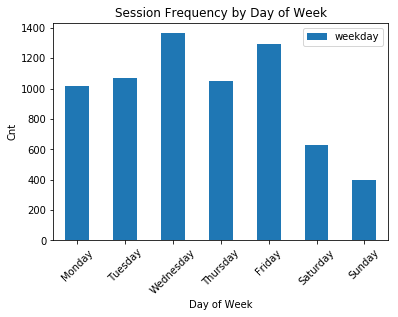 Session Frequency by Day of Week
weekday
1400
1200
1000
800
600
400
200
0
Cnt
Monday
Tuesday
Wednesday
Thursday
Friday
Saturday
Sunday
Day of Week